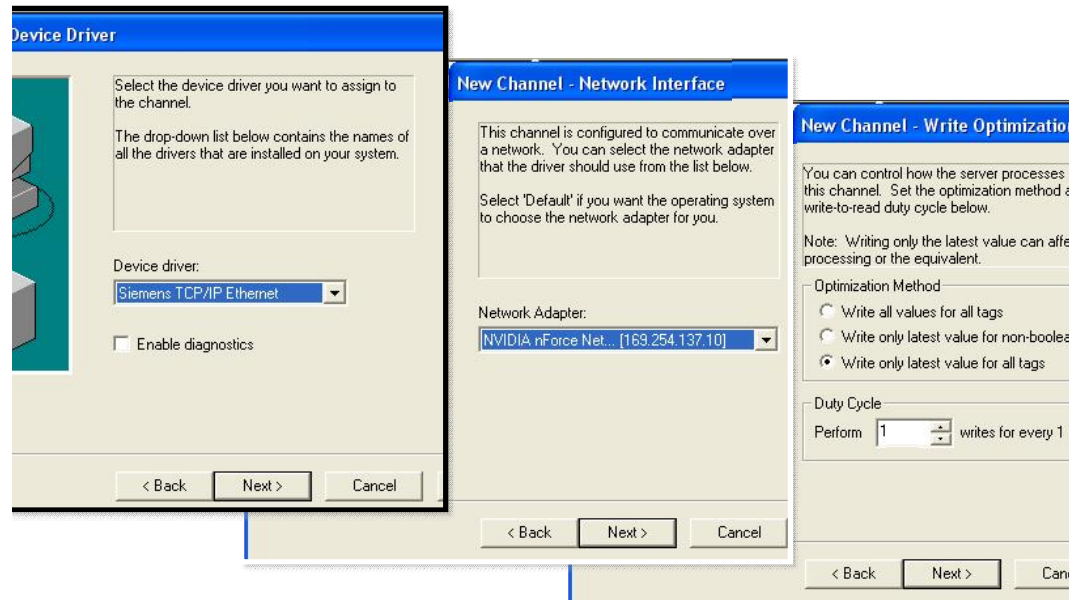 Device Driver
Select the device driver you want to assign to
the channel.
The drop-down list below contains the names of
all the drivers that are installed on your system.
Device driver:
Siemens TCP/IP Ethernet
Enable diagnostics
< Back Next > Cancel
New Channel - Network Interface
This channel is configured to communicate over
a network. You can select the network adapter
that the driver should use from the list below.
Select 'Default' if you want the operating system
to choose the network adapter for you.
Network Adapter:
NVIDIA nForce Net... [169.254.137.10]
< Back Next > Cancel
New Channel - Write Optimizatio
You can control how the server processes
this channel. Set the optimization method a
write-to-read duty cycle below.
Note: Writing only the latest value can affe
processing or the equivalent.
Optimization Method
Write all values for all tags
Write only latest value for non-boolea
Write only latest value for all tags
Duty Cycle
Perform 1 writes for every 1
< Back Next > Can